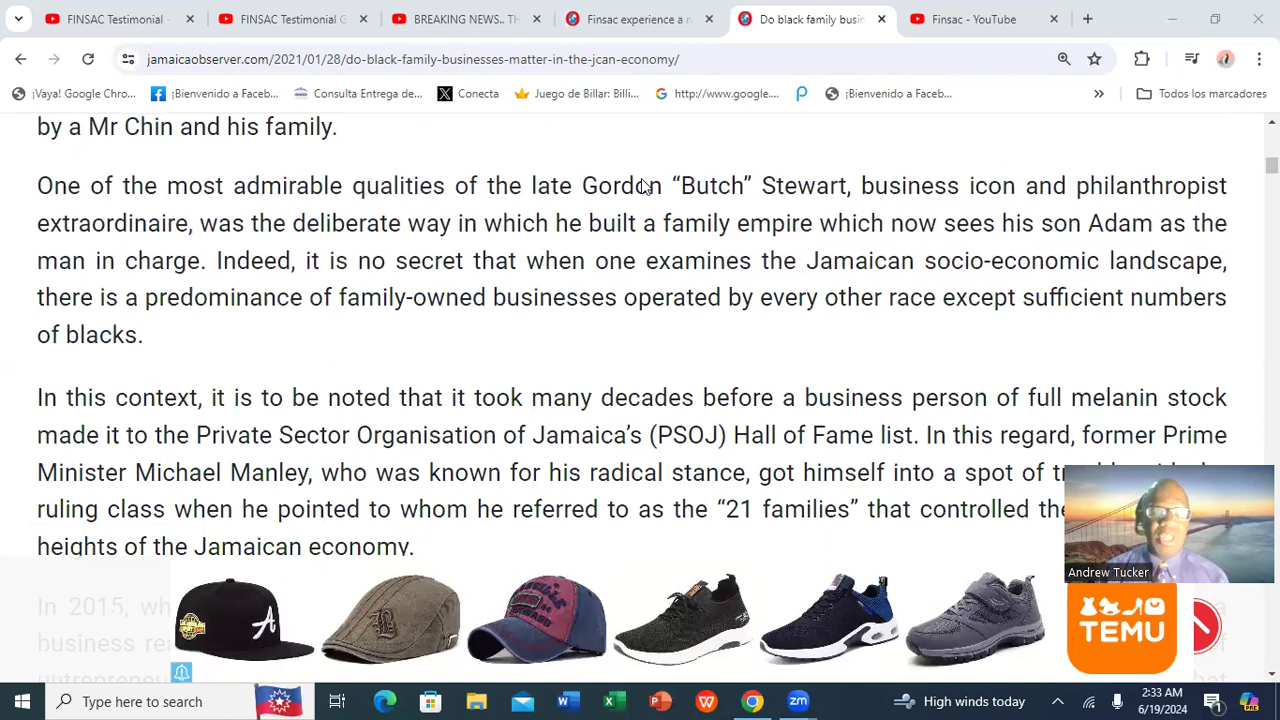 FINSAC Testimonial -
FINSAC Testimonial G
BREAKING NEWS.. TH
Finsac experience a n
Do black family busin
Finsac - YouTube
jamaicaobserver.com/2021/01/28/do-black-family-businesses-matter-in-the-jcan-economy/
¡Vaya! Google Chro...
¡Bienvenido a Faceb...
Consulta Entrega de...
Conecta
Juego de Billar: Billi...
http://www.google....
¡Bienvenido a Faceb...
Todos los marcadores
by a Mr Chin and his family.
One of the most admirable qualities of the late Gordon “Butch” Stewart, business icon and philanthropist
extraordinaire, was the deliberate way in which he built a family empire which now sees his son Adam as the
man in charge. Indeed, it is no secret that when one examines the Jamaican socio-economic landscape,
there is a predominance of family-owned businesses operated by every other race except sufficient numbers
of blacks.
In this context, it is to be noted that it took many decades before a business person of full melanin stock
made it to the Private Sector Organisation of Jamaica’s (PSOJ) Hall of Fame list. In this regard, former Prime
Minister Michael Manley, who was known for his radical stance, got himself into a spot of
ruling class when he pointed to whom he referred to as the “21 families” that controlled the
heights of the Jamaican economy.
In 2015, wh
business re
Andrew Tucker
A
TEMU
Type here to search
High winds today
2:33 AM
6/19/2024